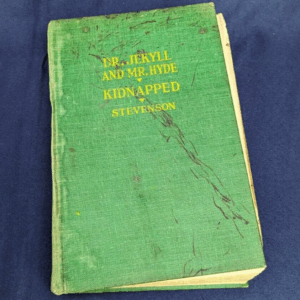 DR. JEKYLL
AND MR. HYDE
KIDNAPPED
STEVENSON